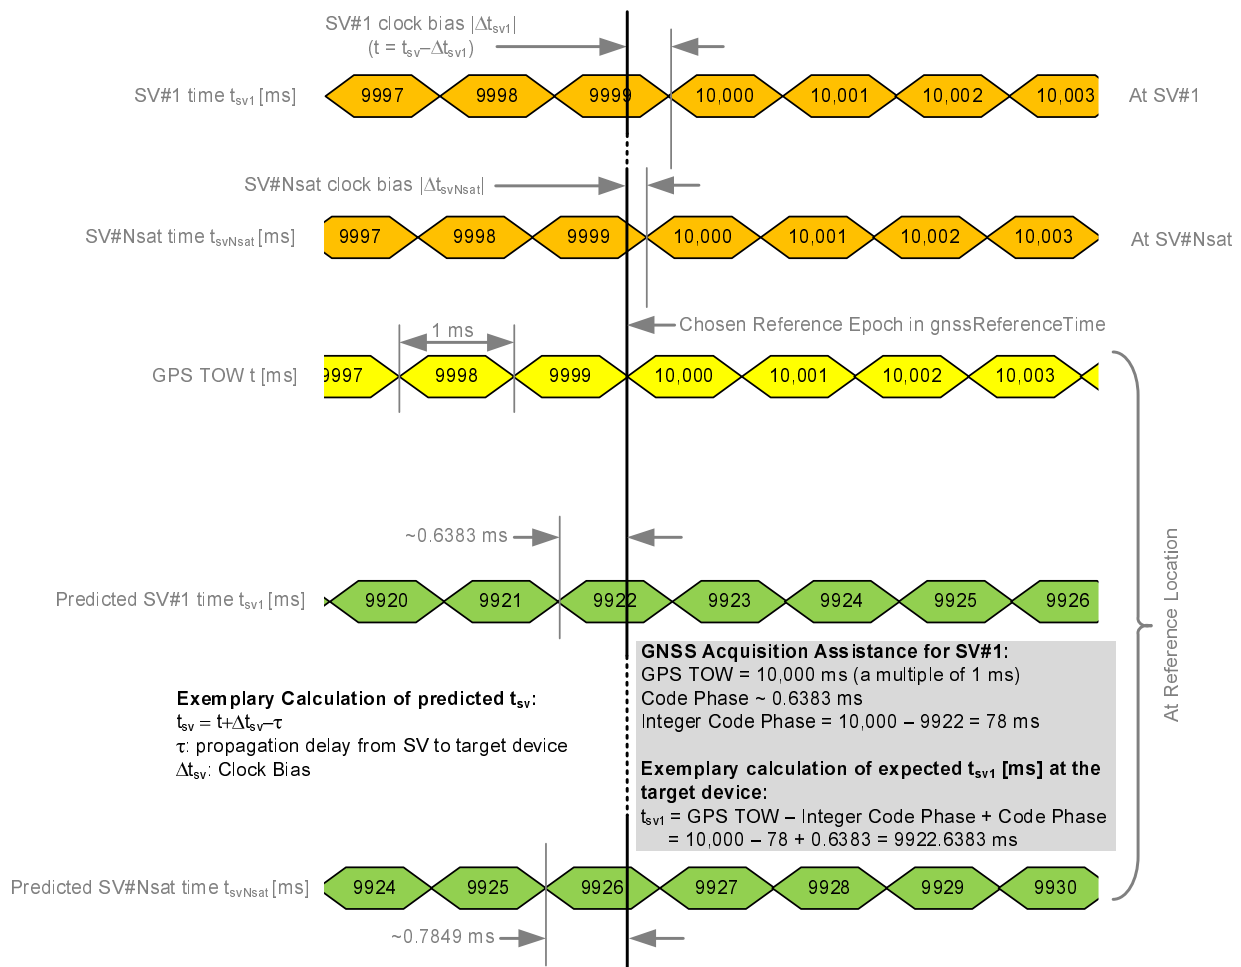 SV#1 clock bias |Δtsv1|
(t = tsv–Δtsv1)
SV#1 time tsv1 [ms]
9997 9998 9999 10,000 10,001 10,002 10,003
At SV#1
SV#Nsat clock bias |ΔtsvNsat|
SV#Nsat time tsvNsat [ms]
9997 9998 9999 10,000 10,001 10,002 10,003
At SV#Nsat
Chosen Reference Epoch in gnssReferenceTime
1 ms
GPS TOW t [ms]
9997 9998 9999 10,000 10,001 10,002 10,003
~0.6383 ms
Predicted SV#1 time tsv1 [ms]
9920 9921 9922 9923 9924 9925 9926
At Reference Location
GNSS Acquisition Assistance for SV#1:
GPS TOW = 10,000 ms (a multiple of 1 ms)
Code Phase ~ 0.6383 ms
Integer Code Phase = 10,000 – 9922 = 78 ms
Exemplary calculation of expected tsv1 [ms] at the
target device:
tsv1 = GPS TOW – Integer Code Phase + Code Phase
= 10,000 – 78 + 0.6383 = 9922.6383 ms
Exemplary Calculation of predicted tsv:
tsv = t+Δtsv–τ
τ: propagation delay from SV to target device
Δtsv: Clock Bias
Predicted SV#Nsat time tsvNsat [ms]
9924 9925 9926 9927 9928 9929 9930
~0.7849 ms